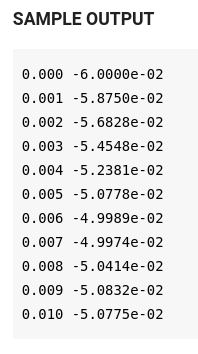 SAMPLE OUTPUT
0.000 -6.0000e-02
0.001 -5.8750e-02
0.002 -5.6828e-02
0.003 -5.4548e-02
0.004 -5.2381e-02
0.005 -5.0778e-02
0.006 -4.9989e-02
0.007 -4.9974e-02
0.008 -5.0414e-02
0.009 -5.0832e-02
0.010 -5.0775e-02